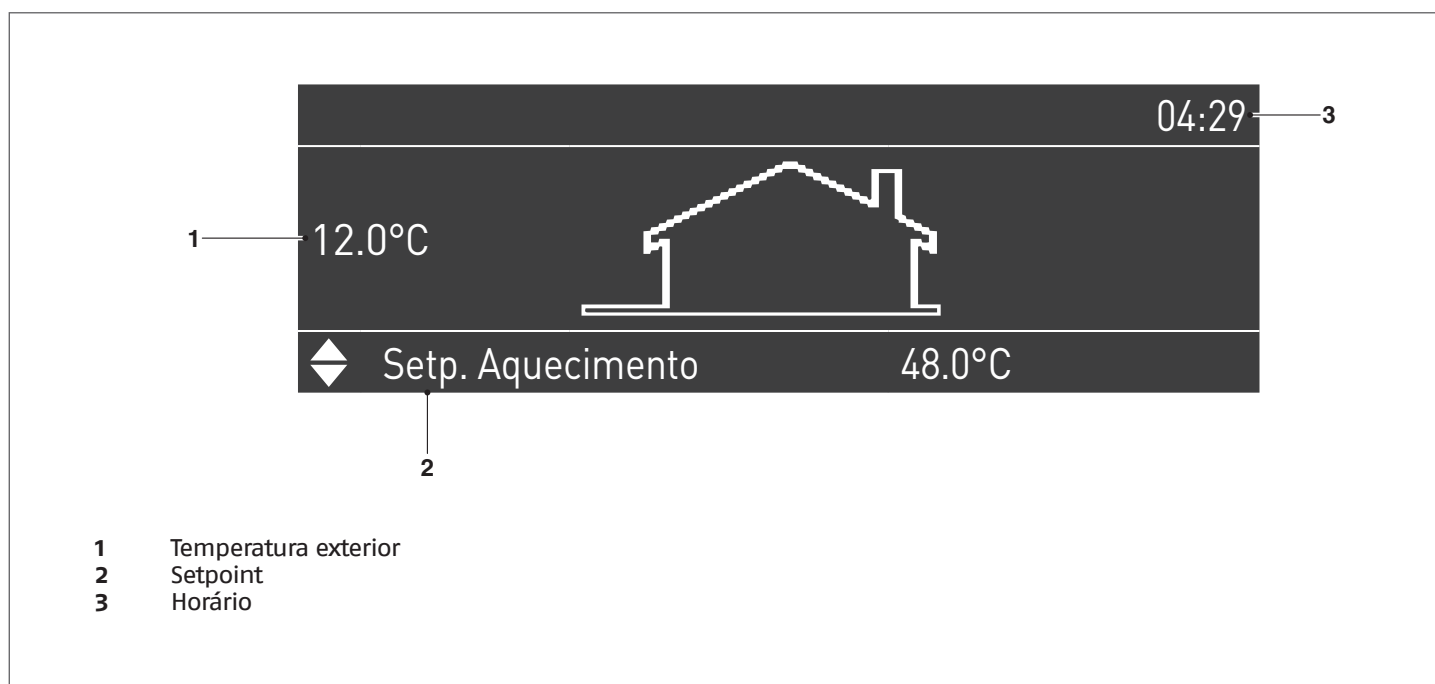 04:29
3
1
12.0°C
Setp. Aquecimento 48.0°C
2
1 Temperatura exterior
2 Setpoint
3 Horário